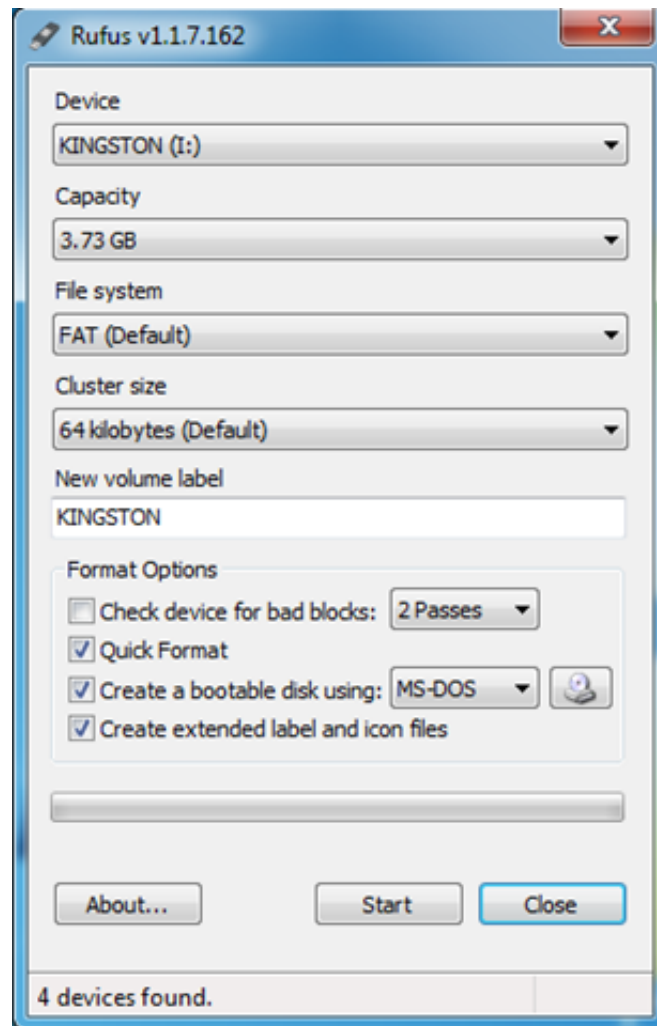 Rufus v1.1.7.162
Device
KINGSTON (I:)
Capacity
3.73 GB
File system
FAT (Default)
Cluster size
64 kilobytes (Default)
New volume label
KINGSTON
Format Options
Check device for bad blocks: 2 Passes
Quick Format
Create a bootable disk using: MS-DOS
Create extended label and icon files
About... Start Close
4 devices found.